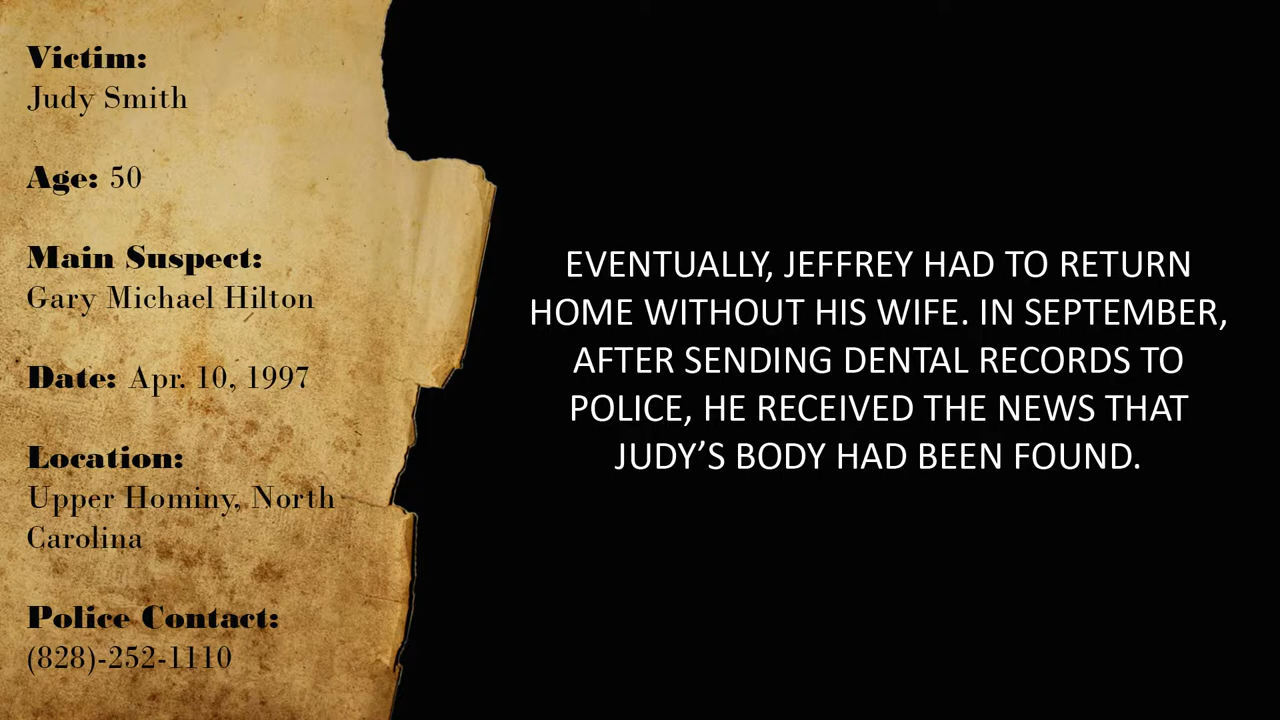 Victim:
Judy Smith
Age: 50
Main Suspect:
Gary Michael Hilton
Date: Apr. 10, 1997
Location:
Upper Hominy, North
Carolina
Police Contact:
(828)-252-1110
EVENTUALLY, JEFFREY HAD TO RETURN
HOME WITHOUT HIS WIFE. IN SEPTEMBER,
AFTER SENDING DENTAL RECORDS TO
POLICE, HE RECEIVED THE NEWS THAT
JUDY’S BODY HAD BEEN FOUND.